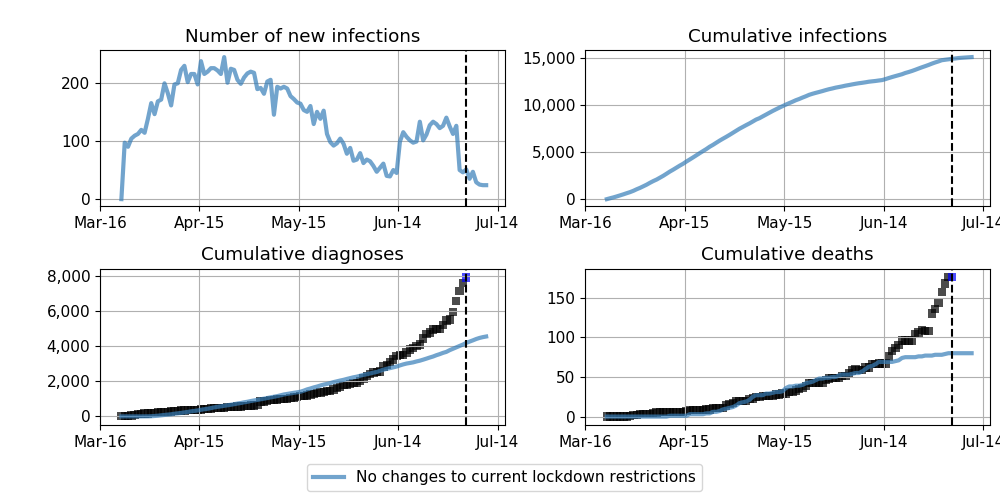 Number of new infections
200
100
0
Mar-16 Apr-15 May-15 Jun-14 Jul-14
Cumulative infections
15,000
10,000
5,000
0
Mar-16 Apr-15 May-15 Jun-14 Jul-14
Cumulative diagnoses
8,000
6,000
4,000
2,000
0
Mar-16 Apr-15 May-15 Jun-14 Jul-14
Cumulative deaths
150
100
50
0
Mar-16 Apr-15 May-15 Jun-14 Jul-14
No changes to current lockdown restrictions